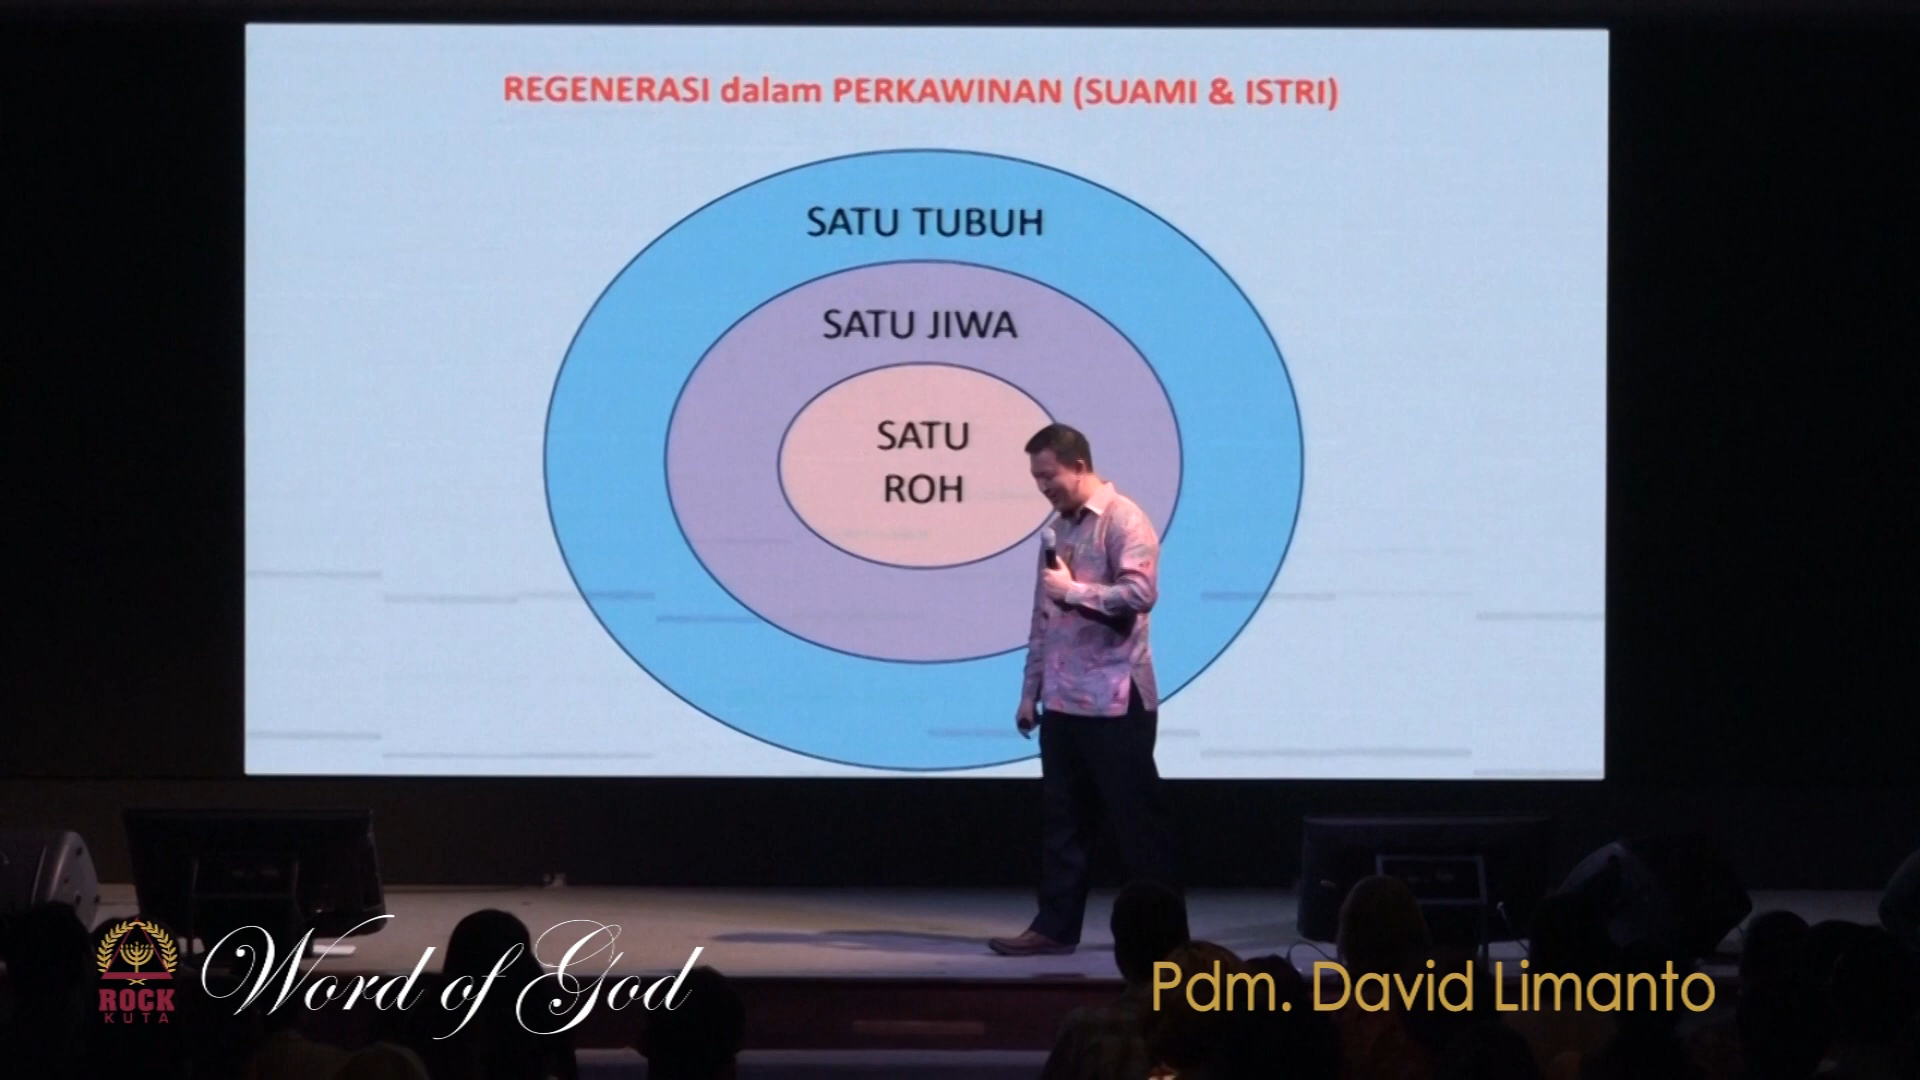 REGENERASI dalam PERKAWINAN (SUAMI & ISTRI)
SATU TUBUH
SATU JIWA
SATU
ROH
ROCK
KUTA
Word of God
Pdm. David Limanto